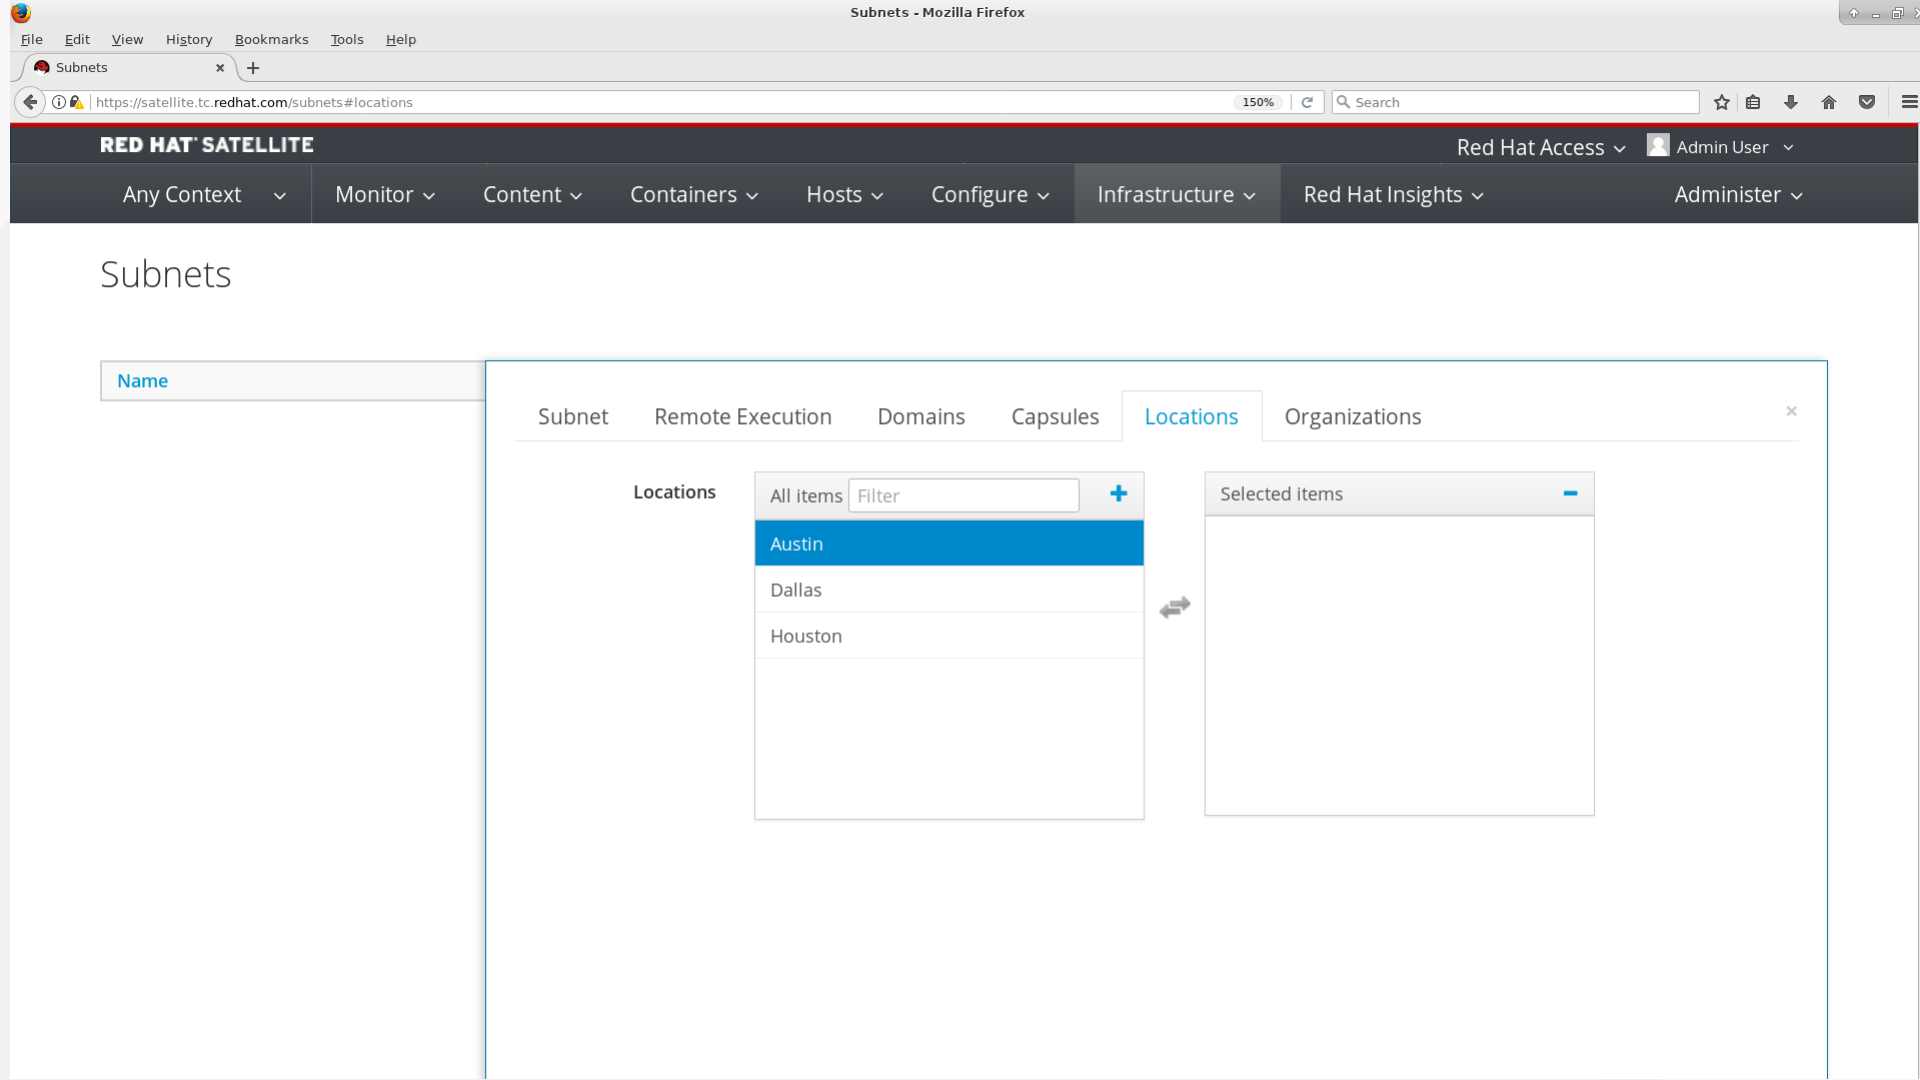 Subnets - Mozilla Firefox
File Edit View History Bookmarks Tools Help
Subnets
https://satellite.tc.redhat.com/subnets#locations 150% Search
RED HAT SATELLITE Red Hat Access Admin User
Any Context Monitor Content Containers Hosts Configure Infrastructure Red Hat Insights Administer
Subnets
Name
Subnet Remote Execution Domains Capsules Locations Organizations
Locations All items Filter Selected items
Austin
Dallas
Houston